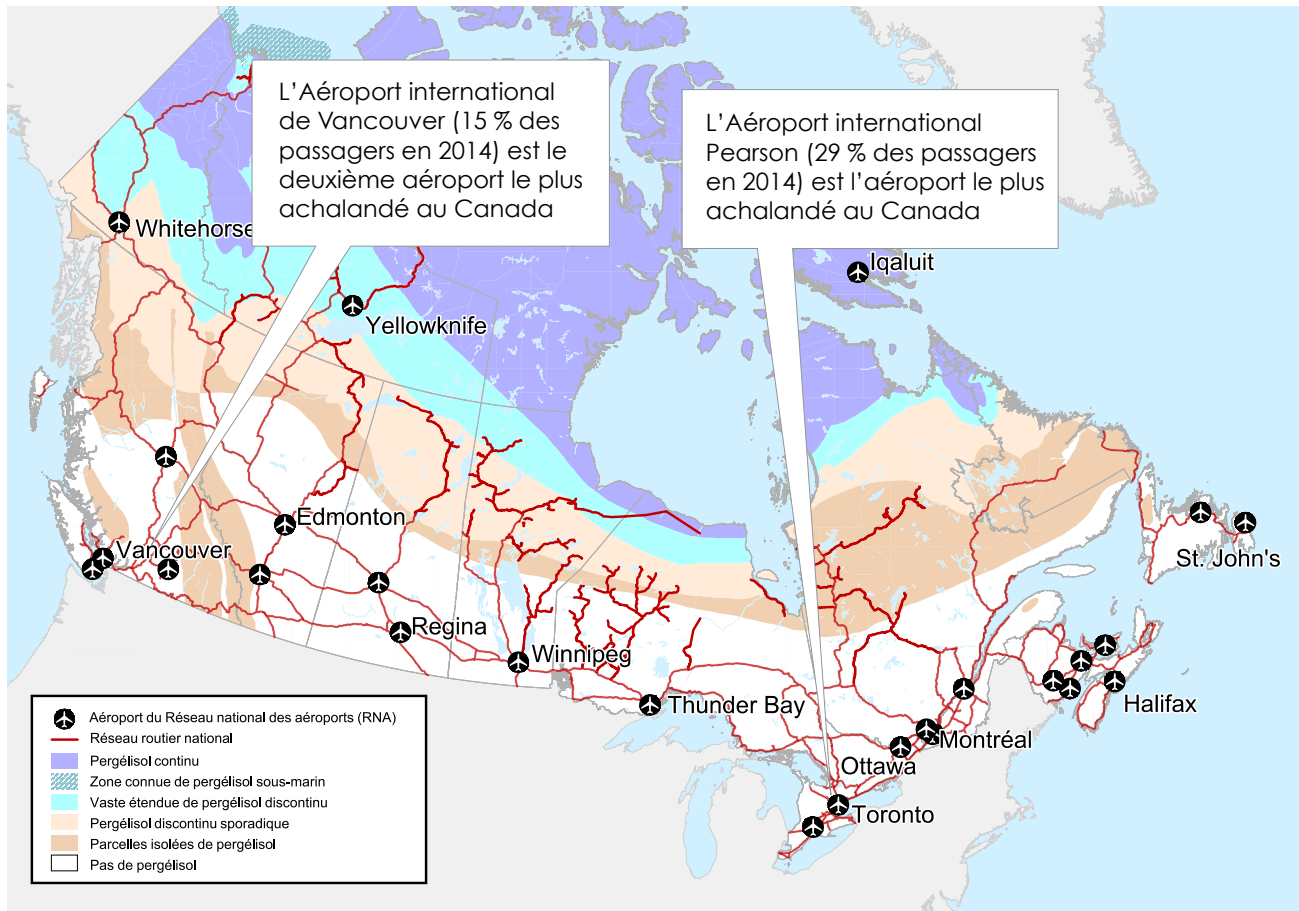 L’Aéroport international
de Vancouver (15 % des
passagers en 2014) est le
deuxième aéroport le plus
achalandé au Canada
L’Aéroport international
Pearson (29 % des passagers
en 2014) est l’aéroport le plus
achalandé au Canada
Whitehorse
Iqaluit
Yellowknife
Edmonton
Vancouver
St. John's
Regina
Winnipeg
Thunder Bay
Halifax
Montréal
Ottawa
Toronto
Aéroport du Réseau national des aéroports (RNA)
Réseau routier national
Pergélisol continu
Zone connue de pergélisol sous-marin
Vaste étendue de pergélisol discontinu
Pergélisol discontinu sporadique
Parcelles isolées de pergélisol
Pas de pergélisol